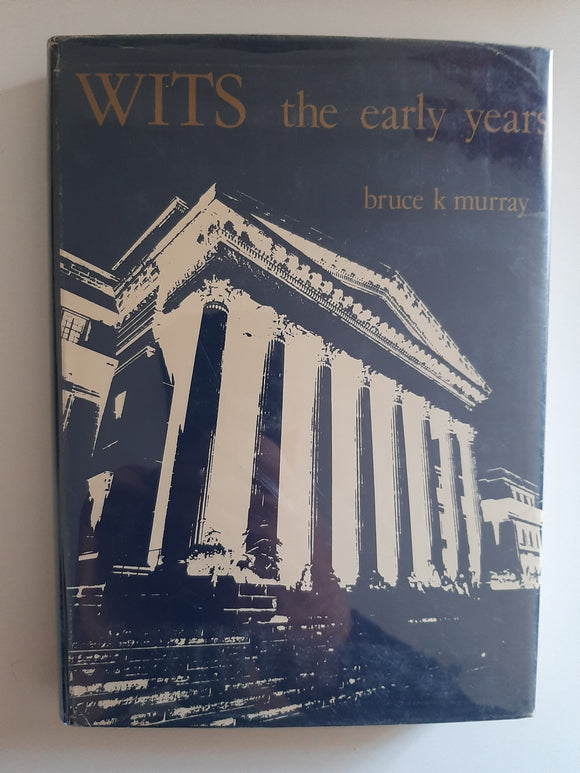 WITS the early years
bruce k murray